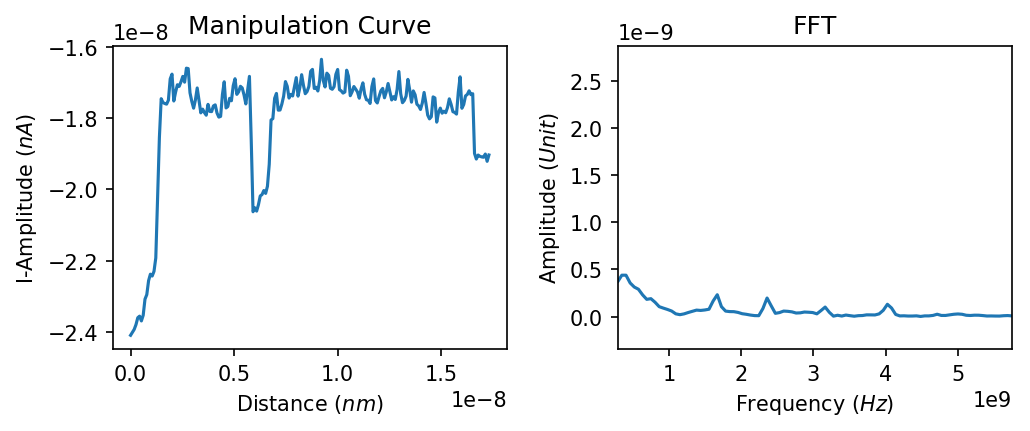 Manipulation Curve
1e−8
−1.6
−1.8
−2.0
−2.2
−2.4
I-Amplitude (nA)
0.0 0.5 1.0 1.5
1e−8
Distance (nm)
FFT
1e−9
2.5
2.0
1.5
1.0
0.5
0.0
Amplitude (Unit)
1 2 3 4 5
1e9
Frequency (Hz)